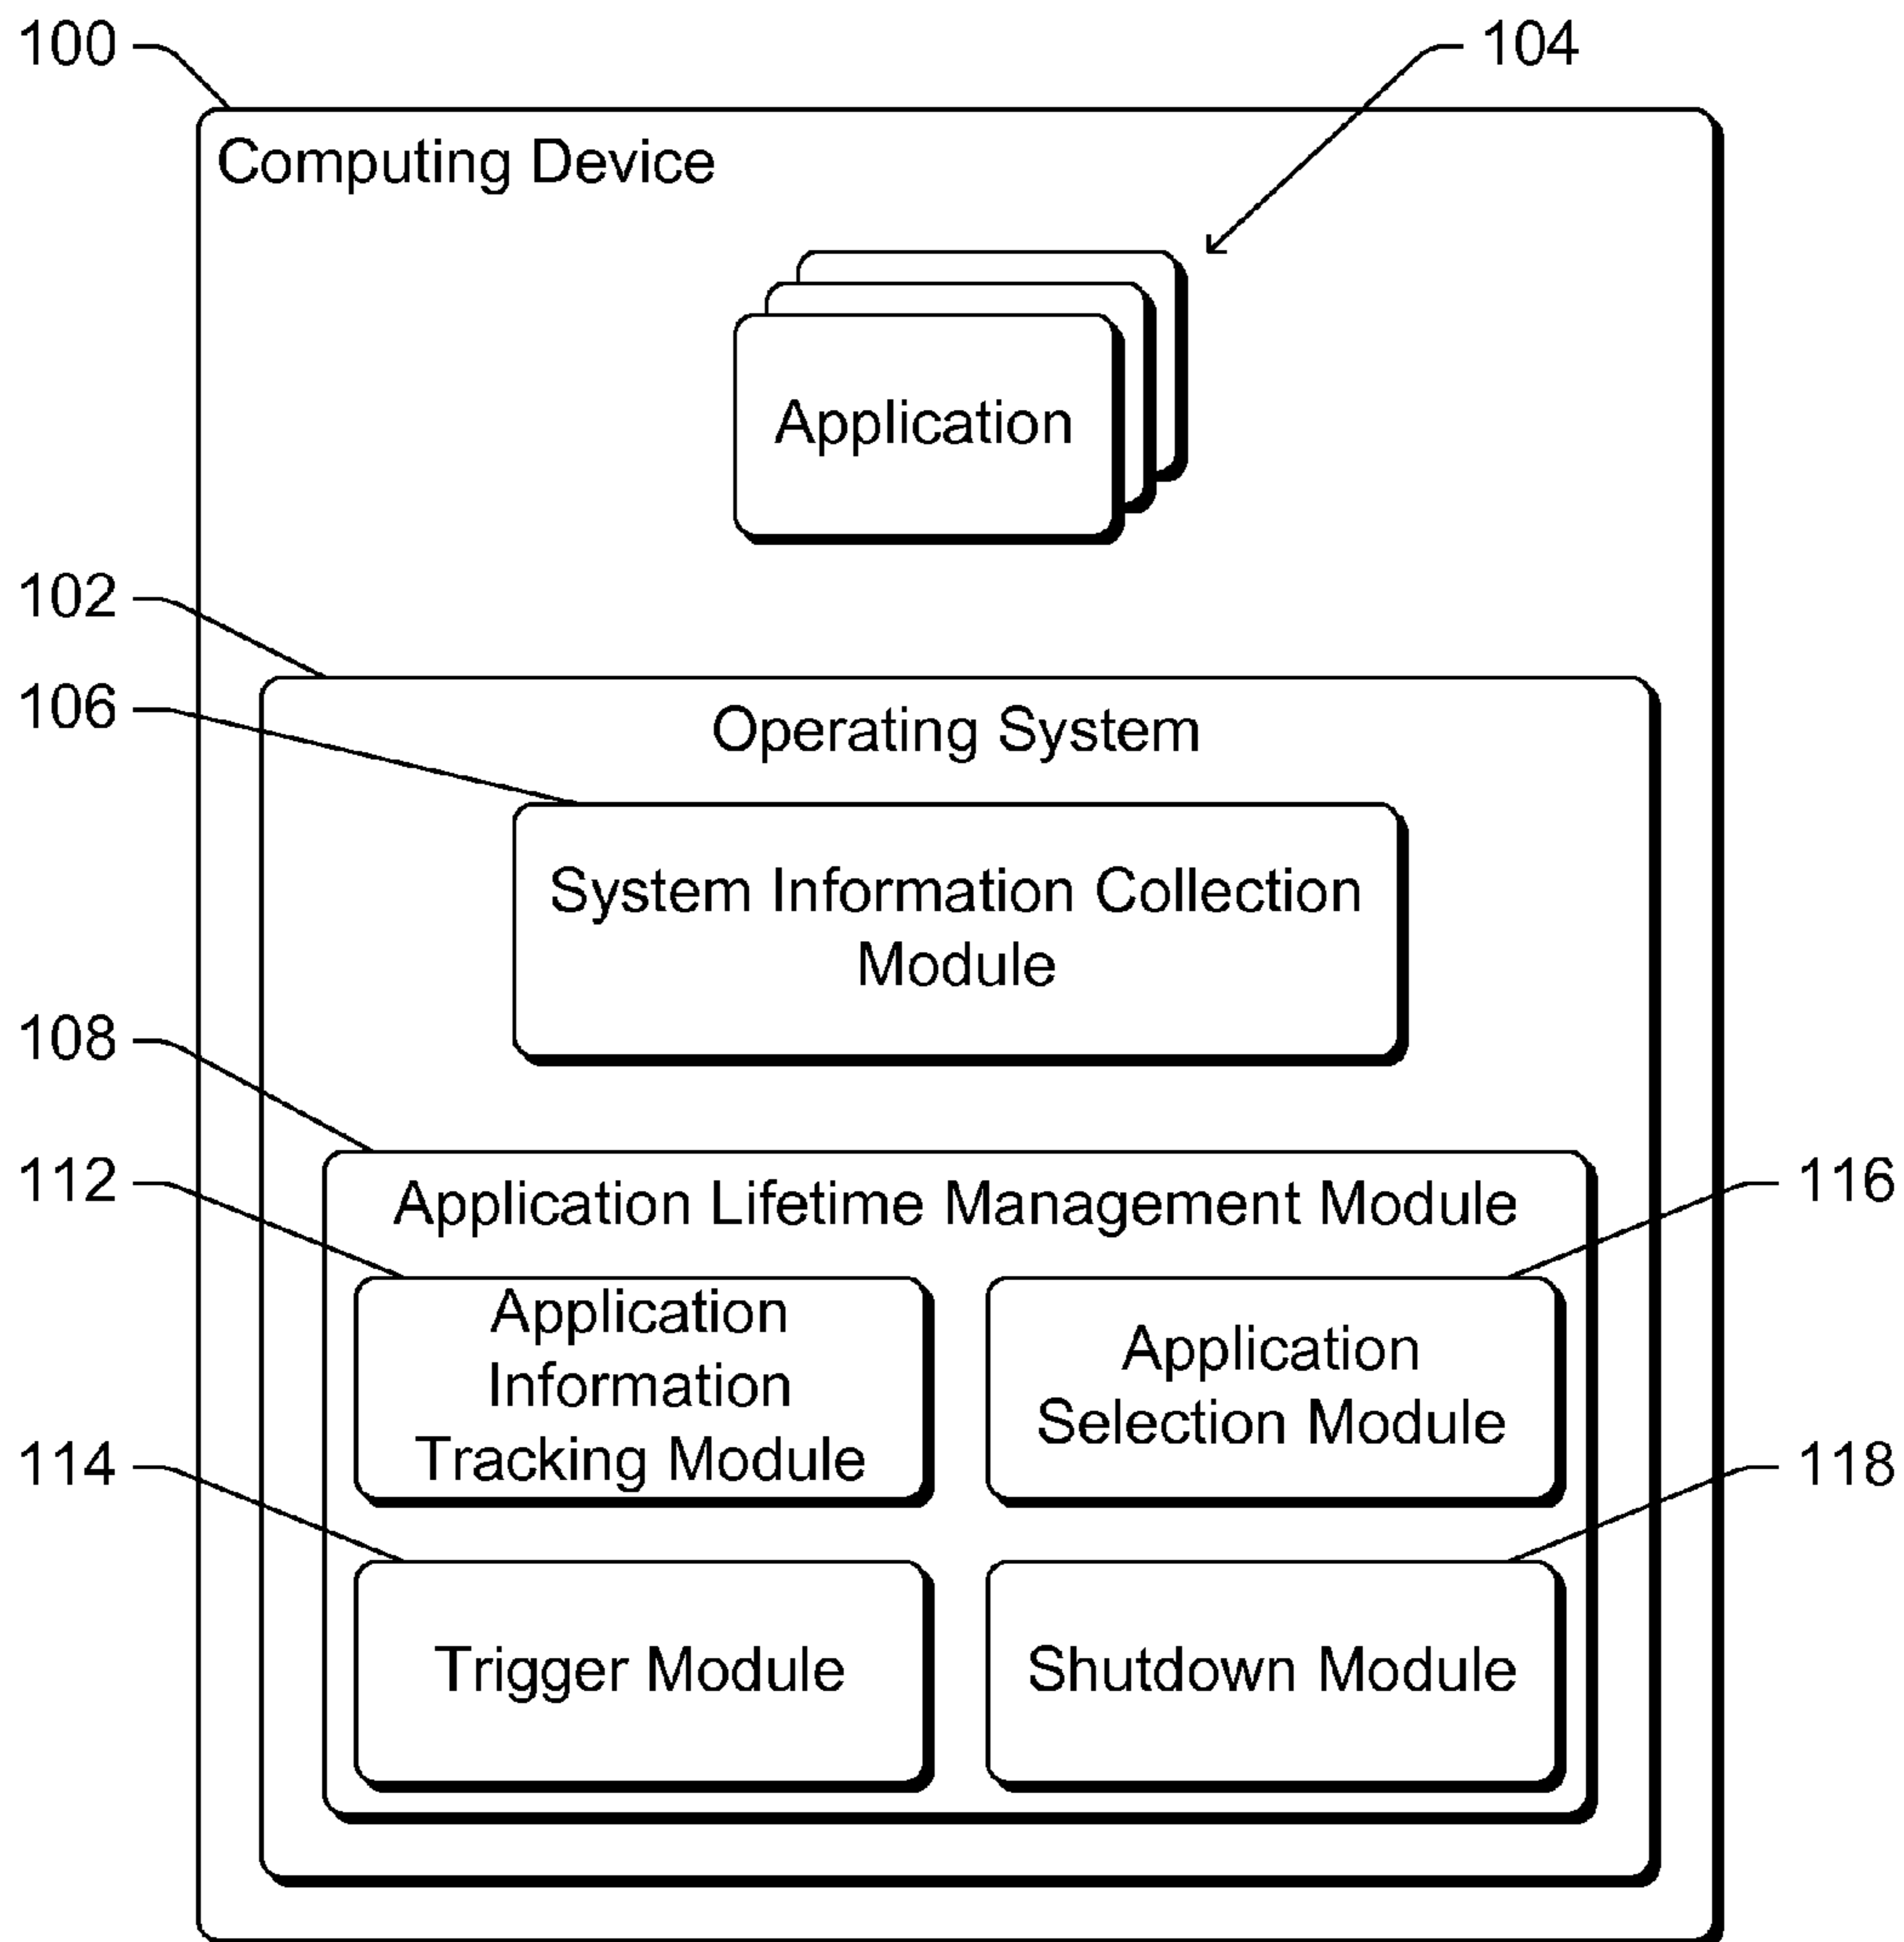 100
104
Computing Device
Application
102
106
Operating System
System Information Collection
Module
108
112
116
Application Lifetime Management Module
Application
Information
Tracking Module
Application
Selection Module
114
118
Trigger Module
Shutdown Module